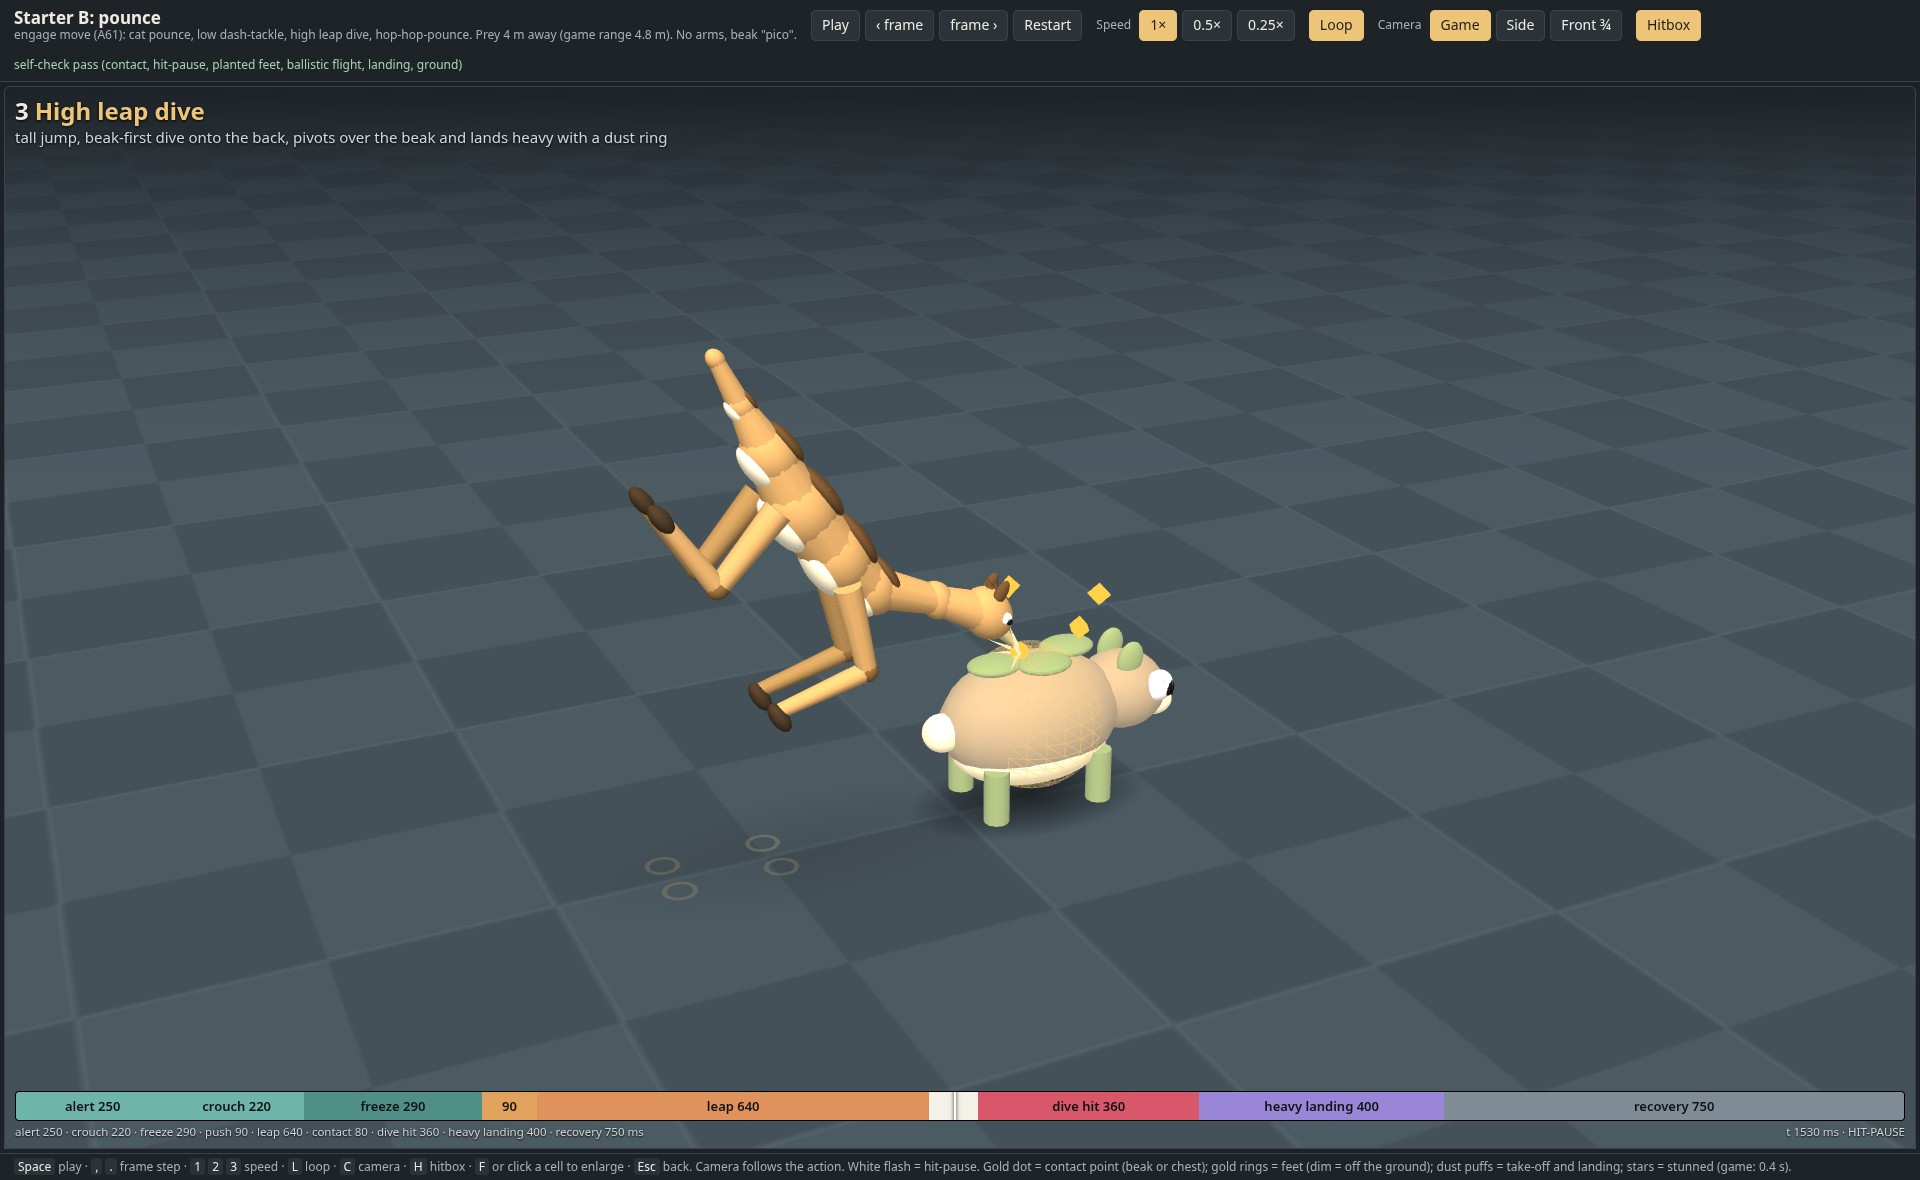 Starter B: pounce
engage move (A61): cat pounce, low dash-tackle, high leap dive, hop-hop-pounce. Prey 4 m away (game range 4.8 m). No arms, beak "pico".
Play ‹ frame frame › Restart Speed 1× 0.5× 0.25× Loop Camera Game Side Front ¾ Hitbox
self-check pass (contact, hit-pause, planted feet, ballistic flight, landing, ground)
3 High leap dive
tall jump, beak-first dive onto the back, pivots over the beak and lands heavy with a dust ring
alert 250 crouch 220 freeze 290 90 leap 640 dive hit 360 heavy landing 400 recovery 750
alert 250 · crouch 220 · freeze 290 · push 90 · leap 640 · contact 80 · dive hit 360 · heavy landing 400 · recovery 750 ms t 1530 ms · HIT-PAUSE
Space play · , . frame step · 1 2 3 speed · L loop · C camera · H hitbox · F or click a cell to enlarge · Esc back. Camera follows the action. White flash = hit-pause. Gold dot = contact point (beak or chest); gold rings = feet (dim = off the ground); dust puffs = take-off and landing; stars = stunned (game: 0.4 s).